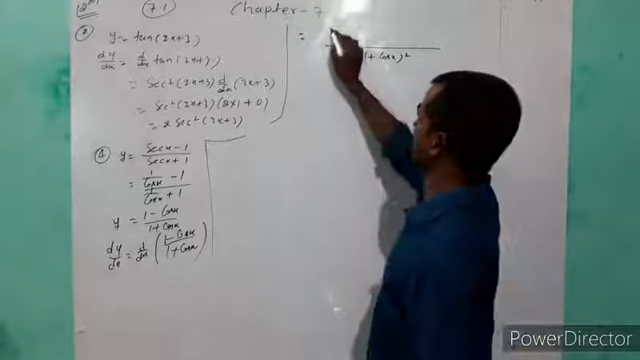 7.1
Chapter-7
② y = tan(2x+3)
dy/dx = d/dx tan(2x+3)
= Sec²(2x+3) d/dx (2x+3)
= Sec²(2x+3) (2x1 + 0)
= 2 Sec²(2x+3)
④ y = Secx-1 / Secx+1
= 1/Cosx - 1 / 1/Cosx + 1
y = 1-Cosx / 1+Cosx
dy/dx = d/dx (1-Cosx / 1+Cosx)
=
(1+Cosx)²
PowerDirector